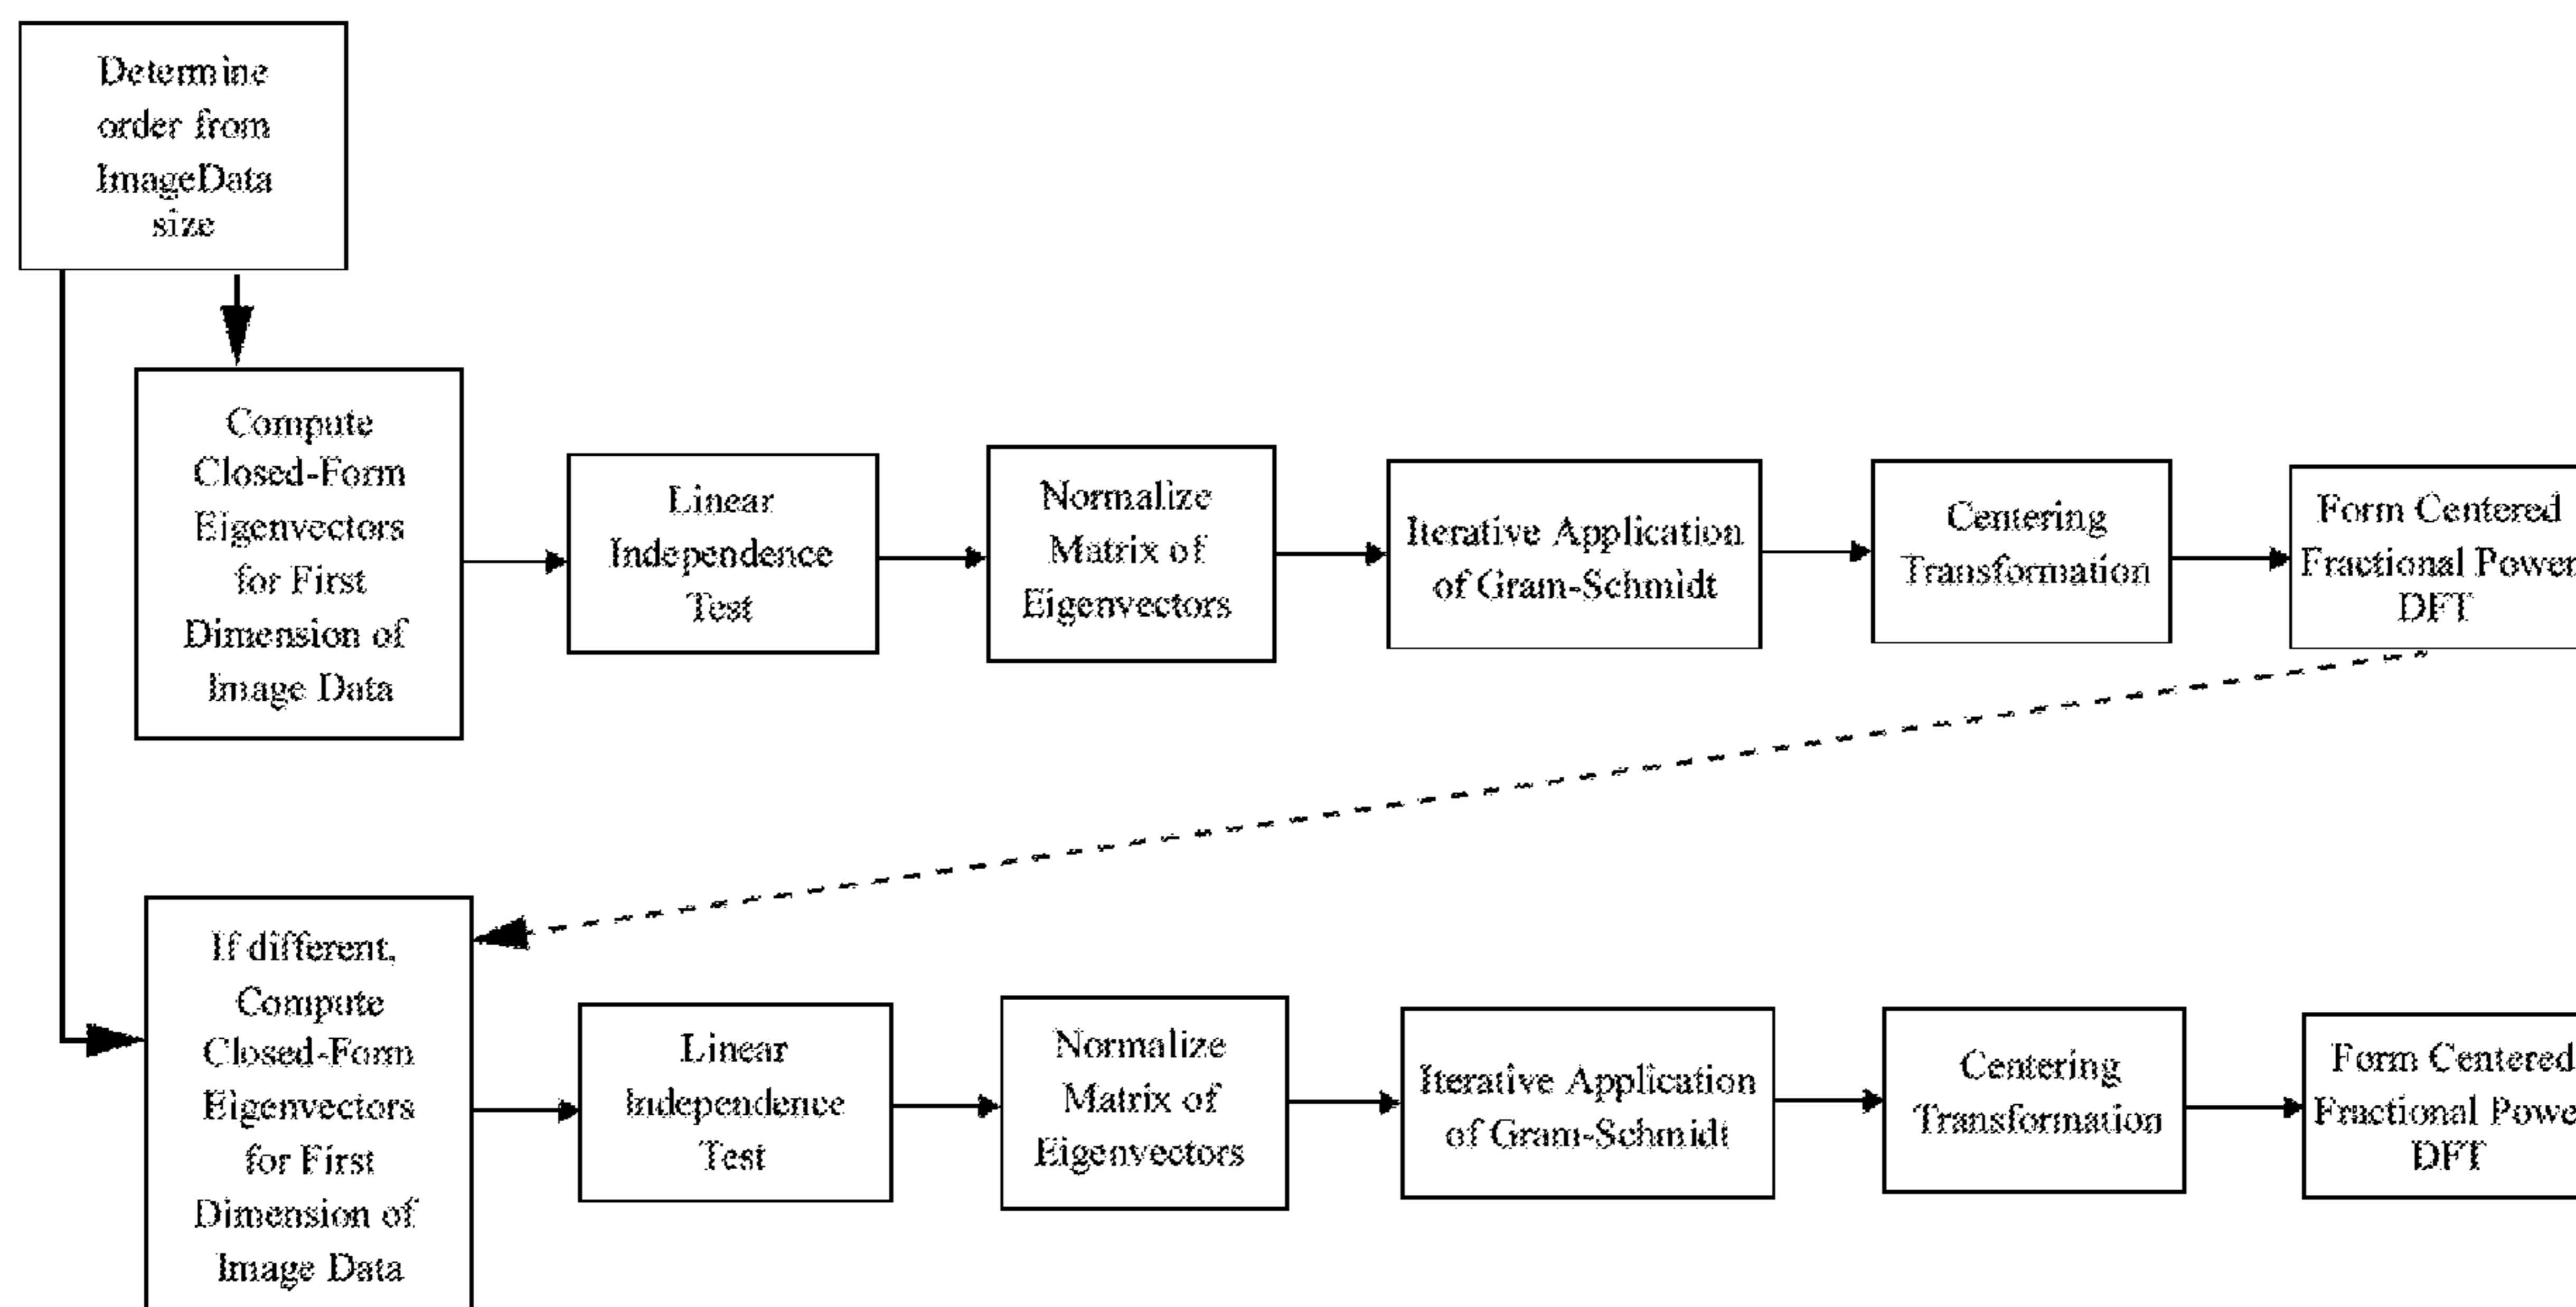 Determine
order from
ImageData
size
Compute
Closed-Form
Eigenvectors
for First
Dimension of
Image Data
Linear
Independence
Test
Normalize
Matrix of
Eigenvectors
Iterative Application
of Gram-Schmidt
Centering
Transformation
Form Centered
Fractional Power
DFT
If different,
Compute
Closed-Form
Eigenvectors
for First
Dimension of
Image Data
Linear
Independence
Test
Normalize
Matrix of
Eigenvectors
Iterative Application
of Gram-Schmidt
Centering
Transformation
Form Centered
Fractional Powe
DFT